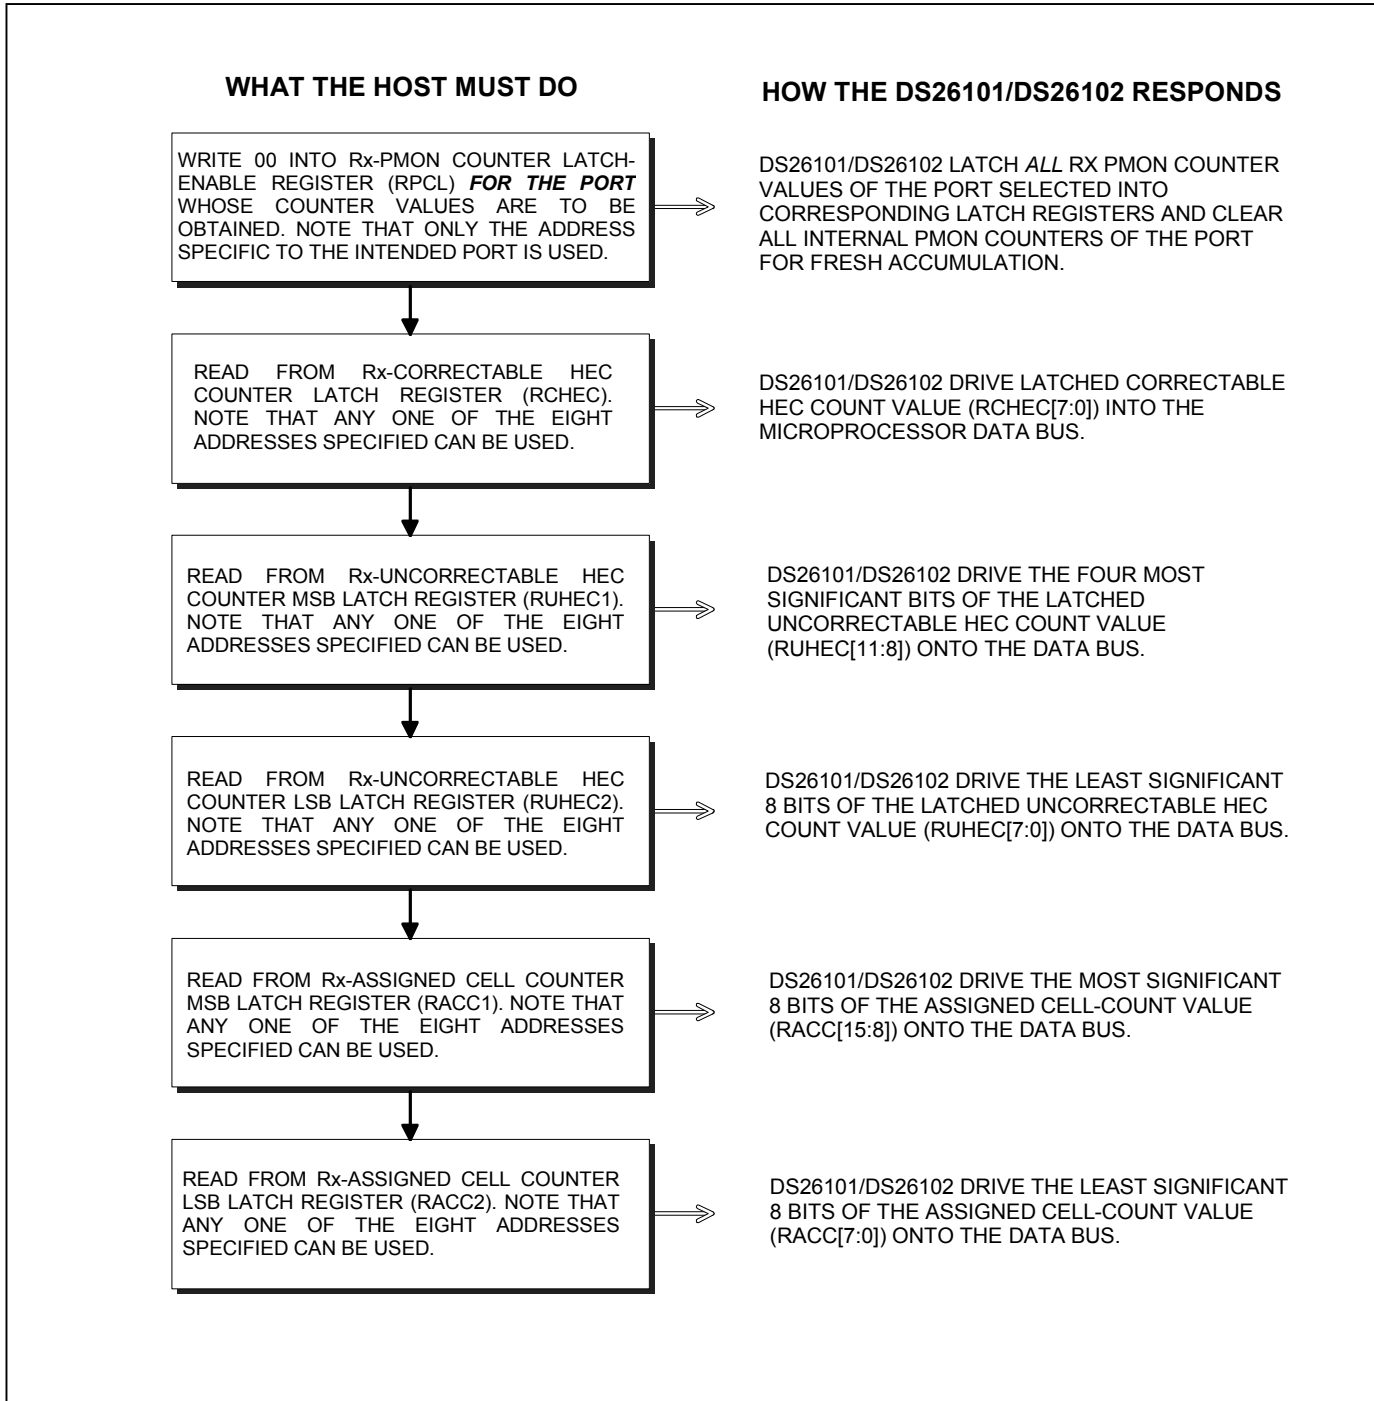 WHAT THE HOST MUST DO
HOW THE DS26101/DS26102 RESPONDS
WRITE 00 INTO Rx-PMON COUNTER LATCH-
ENABLE REGISTER (RPCL) FOR THE PORT
WHOSE COUNTER VALUES ARE TO BE
OBTAINED. NOTE THAT ONLY THE ADDRESS
SPECIFIC TO THE INTENDED PORT IS USED.
DS26101/DS26102 LATCH ALL RX PMON COUNTER
VALUES OF THE PORT SELECTED INTO
CORRESPONDING LATCH REGISTERS AND CLEAR
ALL INTERNAL PMON COUNTERS OF THE PORT
FOR FRESH ACCUMULATION.
READ FROM Rx-CORRECTABLE HEC
COUNTER LATCH REGISTER (RCHEC).
NOTE THAT ANY ONE OF THE EIGHT
ADDRESSES SPECIFIED CAN BE USED.
DS26101/DS26102 DRIVE LATCHED CORRECTABLE
HEC COUNT VALUE (RCHEC[7:0]) INTO THE
MICROPROCESSOR DATA BUS.
READ FROM Rx-UNCORRECTABLE HEC
COUNTER MSB LATCH REGISTER (RUHEC1).
NOTE THAT ANY ONE OF THE EIGHT
ADDRESSES SPECIFIED CAN BE USED.
DS26101/DS26102 DRIVE THE FOUR MOST
SIGNIFICANT BITS OF THE LATCHED
UNCORRECTABLE HEC COUNT VALUE
(RUHEC[11:8]) ONTO THE DATA BUS.
READ FROM Rx-UNCORRECTABLE HEC
COUNTER LSB LATCH REGISTER (RUHEC2).
NOTE THAT ANY ONE OF THE EIGHT
ADDRESSES SPECIFIED CAN BE USED.
DS26101/DS26102 DRIVE THE LEAST SIGNIFICANT
8 BITS OF THE LATCHED UNCORRECTABLE HEC
COUNT VALUE (RUHEC[7:0]) ONTO THE DATA BUS.
READ FROM Rx-ASSIGNED CELL COUNTER
MSB LATCH REGISTER (RACC1). NOTE THAT
ANY ONE OF THE EIGHT ADDRESSES
SPECIFIED CAN BE USED.
DS26101/DS26102 DRIVE THE MOST SIGNIFICANT
8 BITS OF THE ASSIGNED CELL-COUNT VALUE
(RACC[15:8]) ONTO THE DATA BUS.
READ FROM Rx-ASSIGNED CELL COUNTER
LSB LATCH REGISTER (RACC2). NOTE THAT
ANY ONE OF THE EIGHT ADDRESSES
SPECIFIED CAN BE USED.
DS26101/DS26102 DRIVE THE LEAST SIGNIFICANT
8 BITS OF THE ASSIGNED CELL-COUNT VALUE
(RACC[7:0]) ONTO THE DATA BUS.